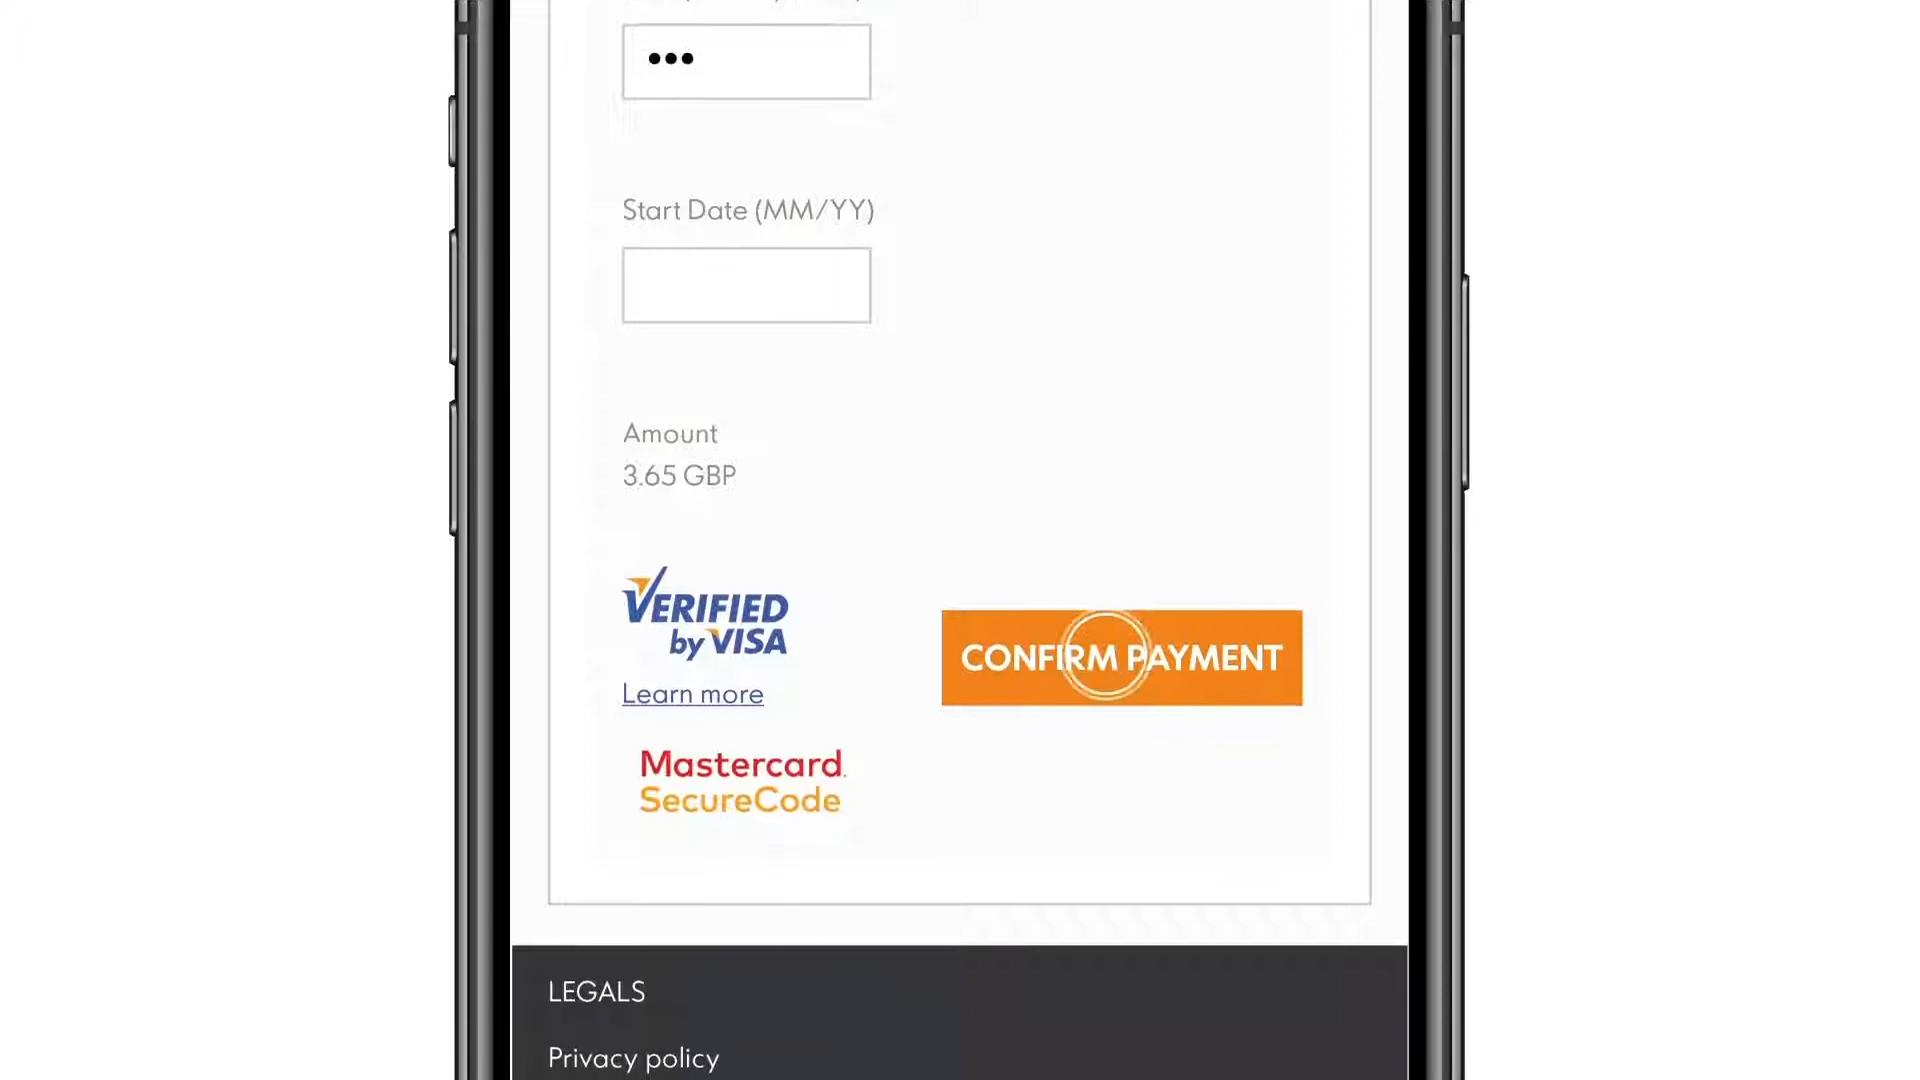 •••
Start Date (MM/YY)
Amount
3.65 GBP
VERIFIED
by VISA
CONFIRM PAYMENT
Learn more
Mastercard.
SecureCode
LEGALS
Privacy policy